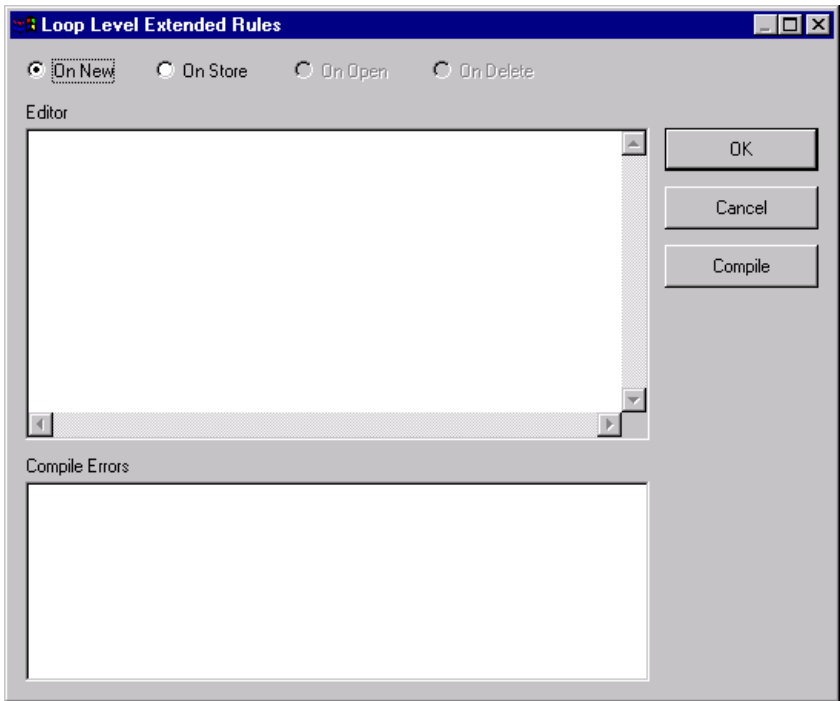 Loop Level Extended Rules
On New On Store On Open On Delete
Editor
OK
Cancel
Compile
Compile Errors